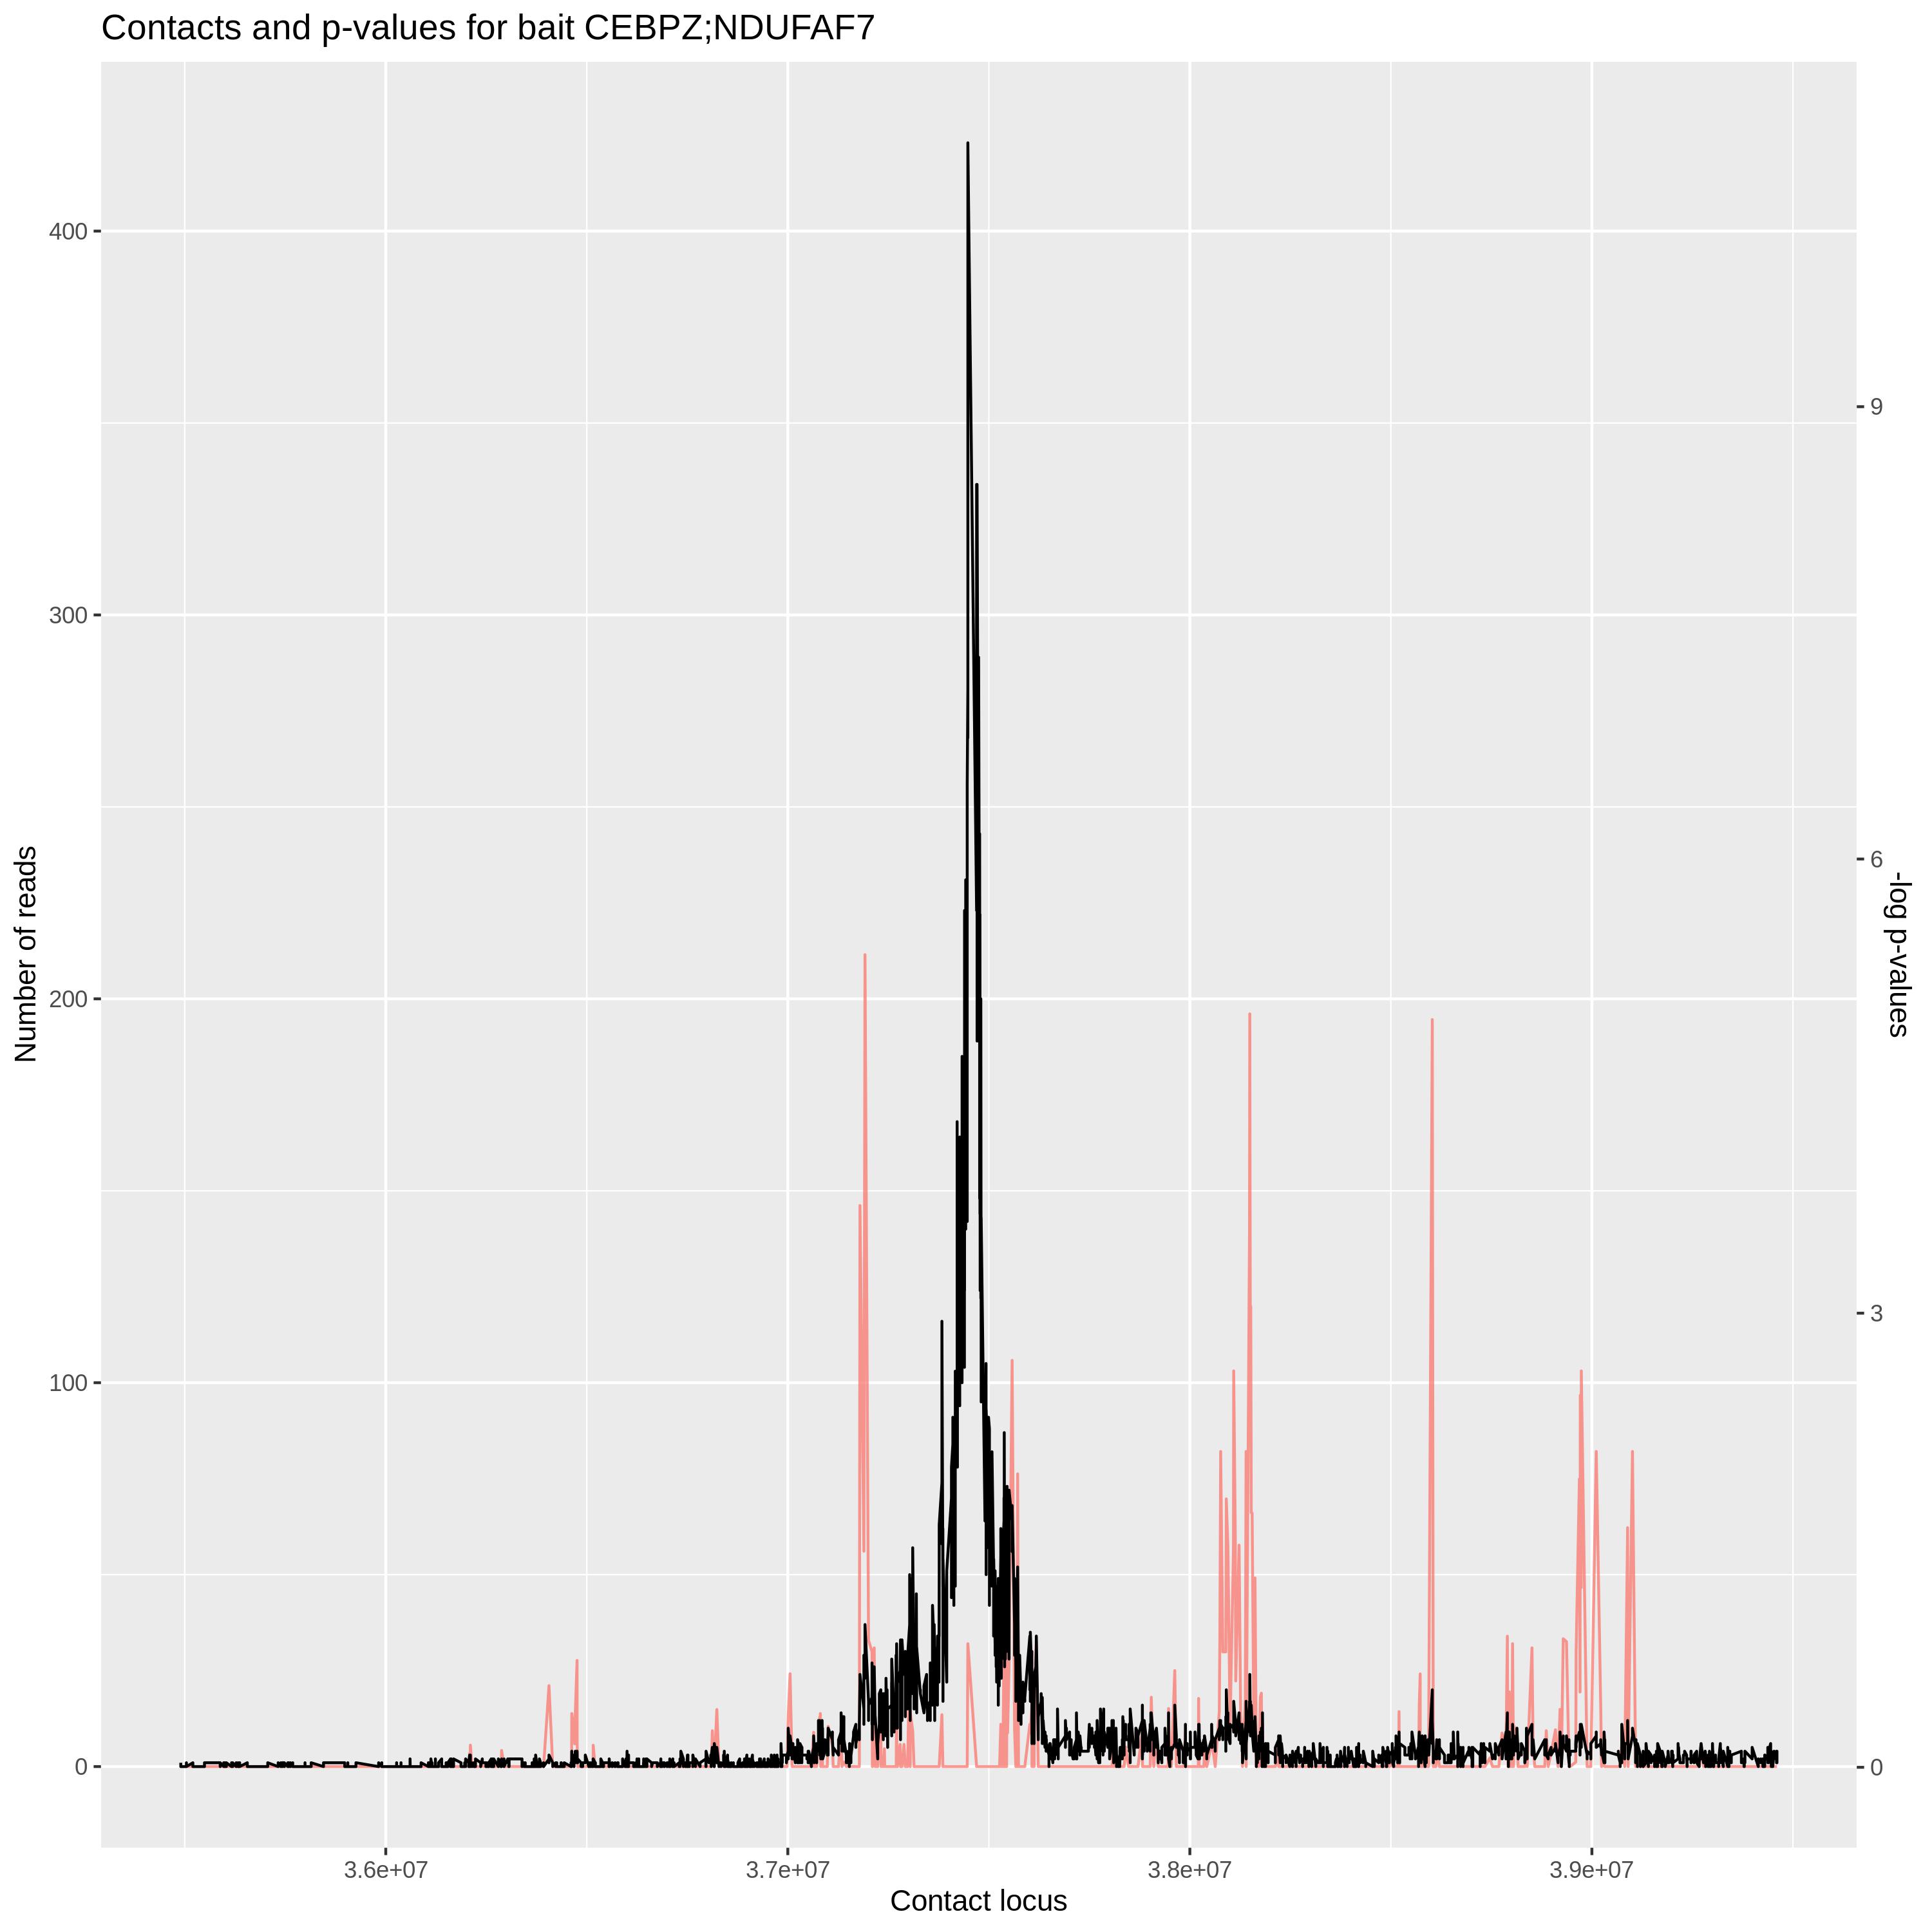 Contacts and p-values for bait CEBPZ;NDUFAF7
400
300
200
100
0
Number of reads
9
6
3
0
-log p-values
3.6e+07
3.7e+07
3.8e+07
3.9e+07
Contact locus